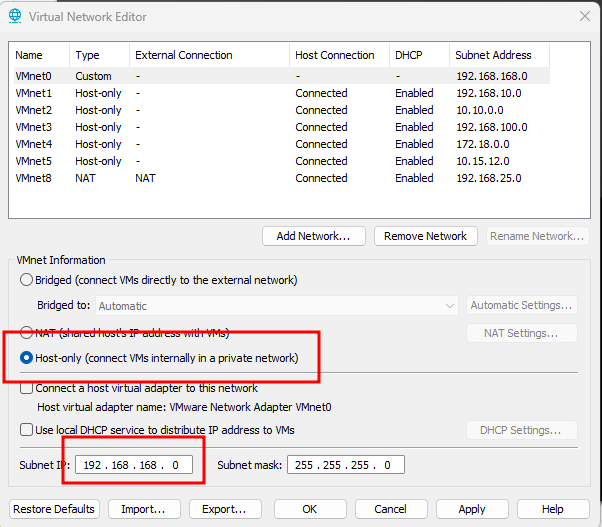 Virtual Network Editor
Name Type External Connection Host Connection DHCP Subnet Address
VMnet0 Custom - - - 192.168.168.0
VMnet1 Host-only - Connected Enabled 192.168.10.0
VMnet2 Host-only - Connected Enabled 10.10.0.0
VMnet3 Host-only - Connected Enabled 192.168.100.0
VMnet4 Host-only - Connected Enabled 172.18.0.0
VMnet5 Host-only - Connected Enabled 10.15.12.0
VMnet8 NAT NAT Connected Enabled 192.168.25.0
Add Network... Remove Network Rename Network...
VMnet Information
Bridged (connect VMs directly to the external network)
Bridged to: Automatic Automatic Settings...
NAT (shared host's IP address with VMs) NAT Settings...
Host-only (connect VMs internally in a private network)
Connect a host virtual adapter to this network
Host virtual adapter name: VMware Network Adapter VMnet0
Use local DHCP service to distribute IP address to VMs DHCP Settings...
Subnet IP: 192 . 168 . 168 . 0 Subnet mask: 255 . 255 . 255 . 0
Restore Defaults Import... Export... OK Cancel Apply Help